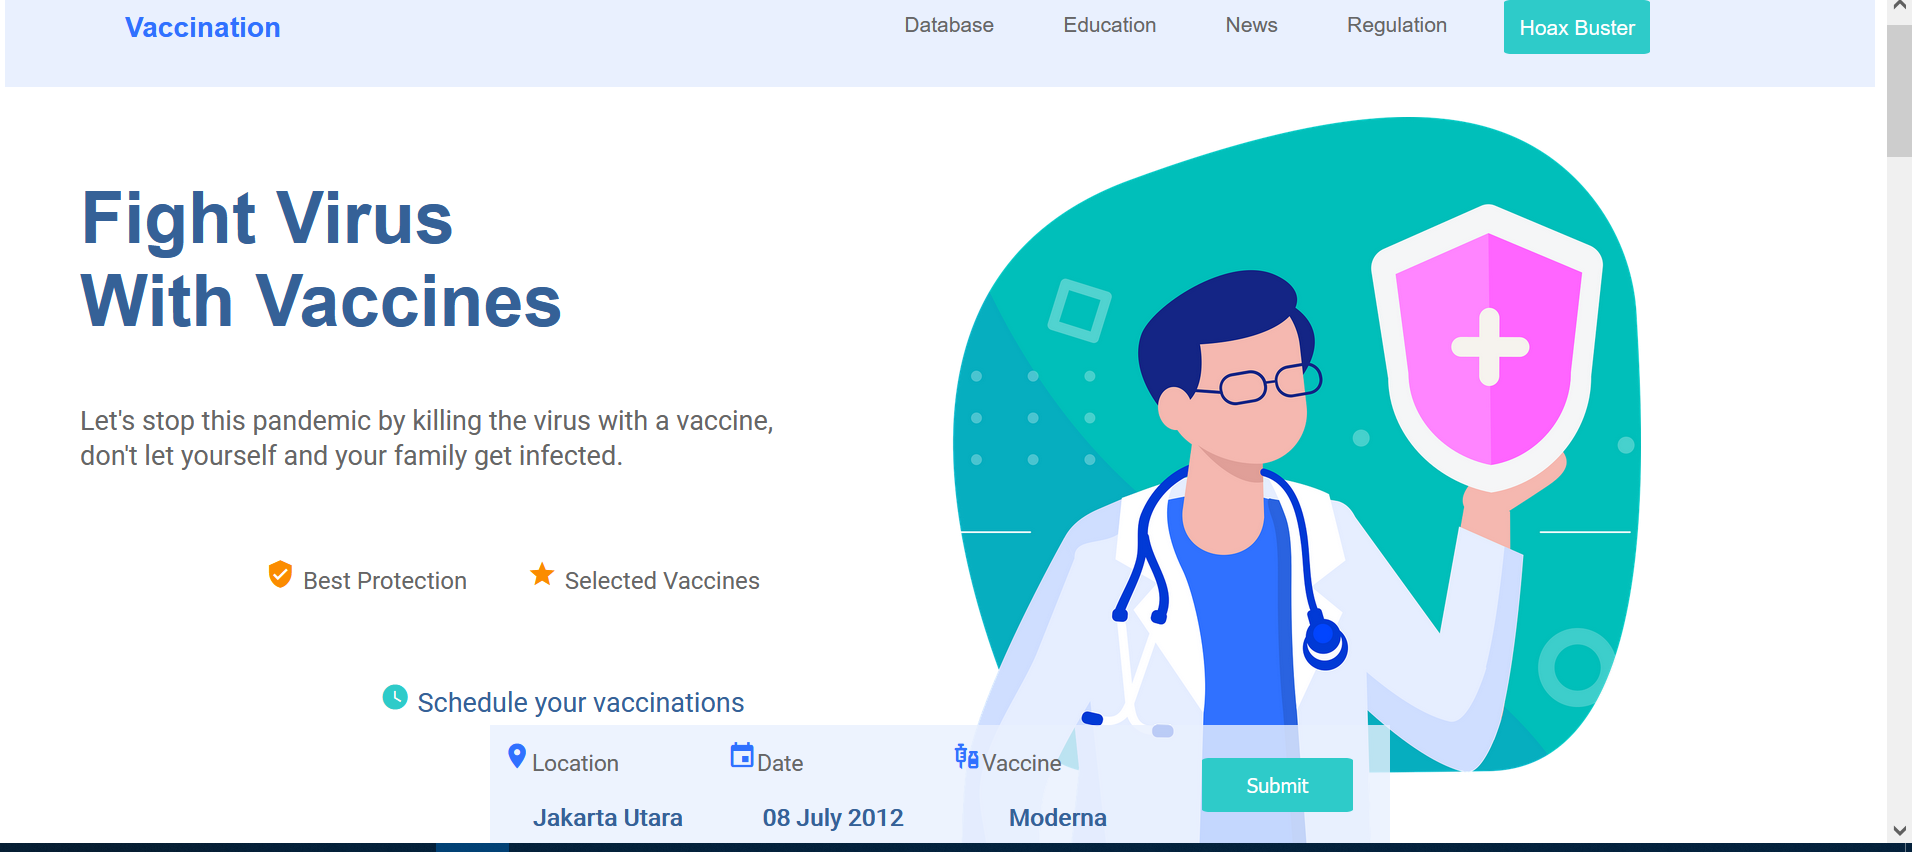 Vaccination
Database
Education
News
Regulation
Hoax Buster
Fight Virus
With Vaccines
Let's stop this pandemic by killing the virus with a vaccine,
don't let yourself and your family get infected.
Best Protection
Selected Vaccines
Schedule your vaccinations
Location
Date
Vaccine
Submit
Jakarta Utara
08 July 2012
Moderna